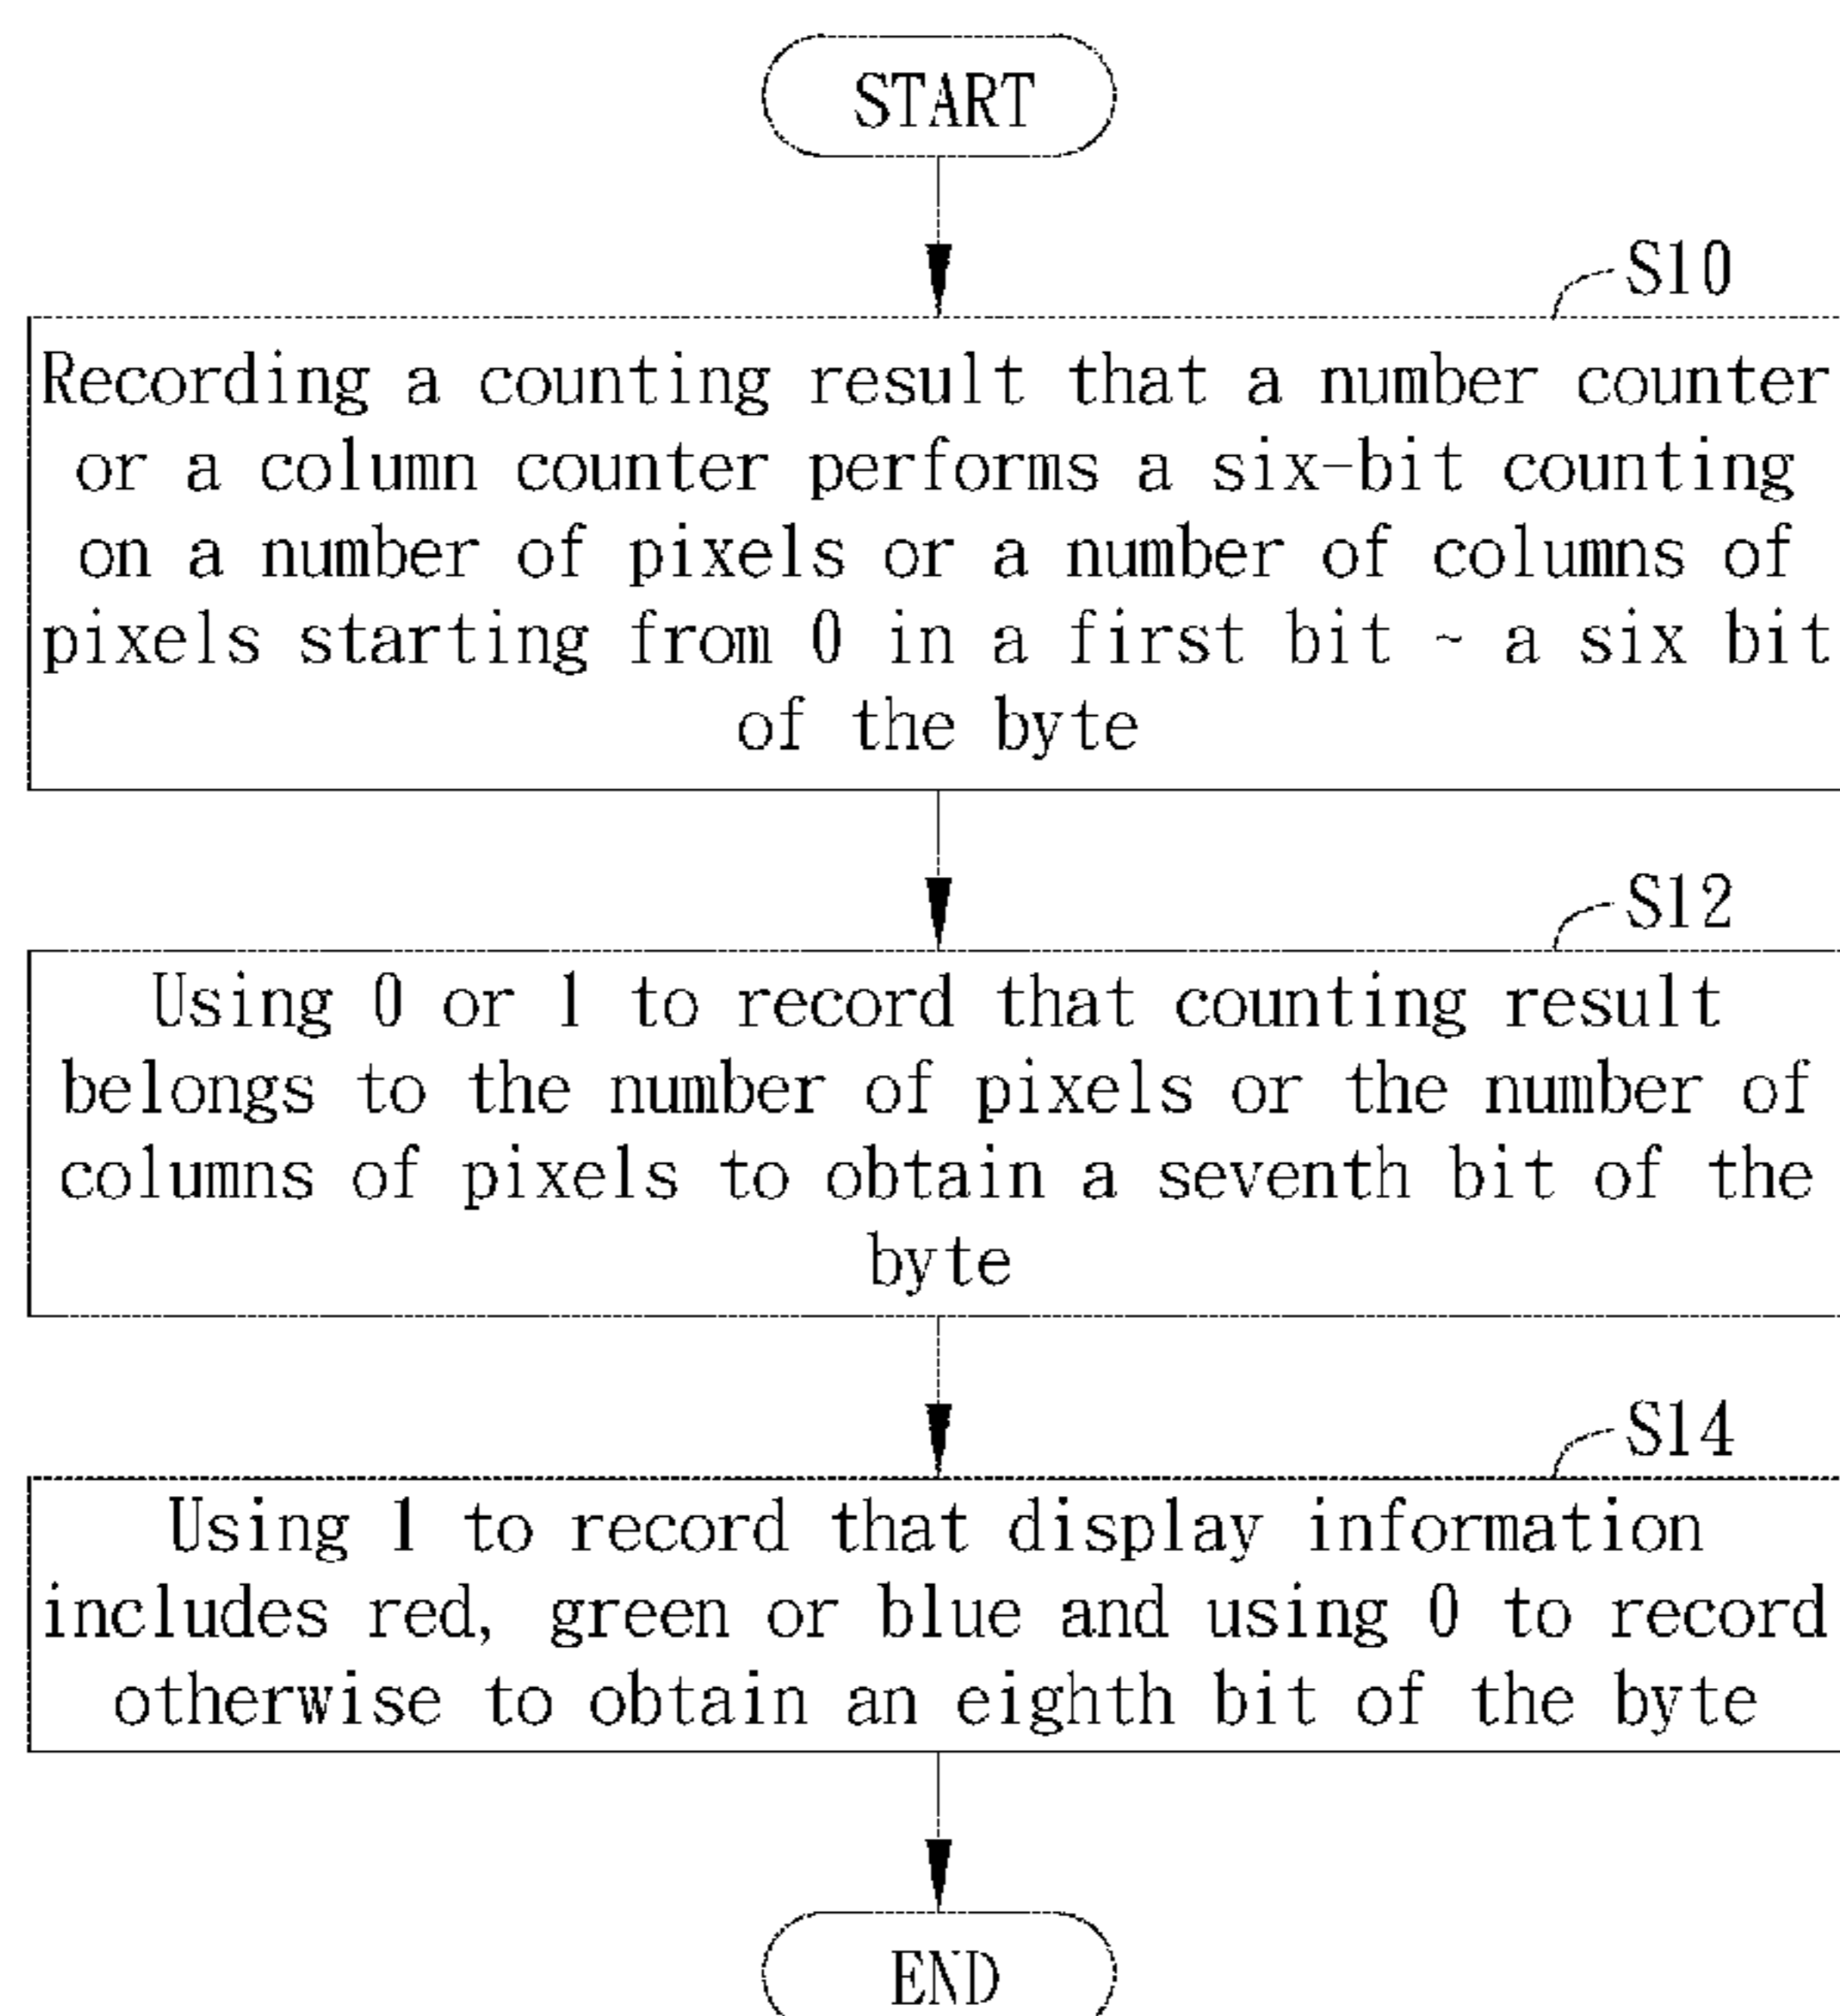 START
S10
Recording a counting result that a number counter
or a column counter performs a six-bit counting
on a number of pixels or a number of columns of
pixels starting from 0 in a first bit ~ a six bit
of the byte
S12
Using 0 or 1 to record that counting result
belongs to the number of pixels or the number of
columns of pixels to obtain a seventh bit of the
byte
S14
Using 1 to record that display information
includes red, green or blue and using 0 to record
otherwise to obtain an eighth bit of the byte
END